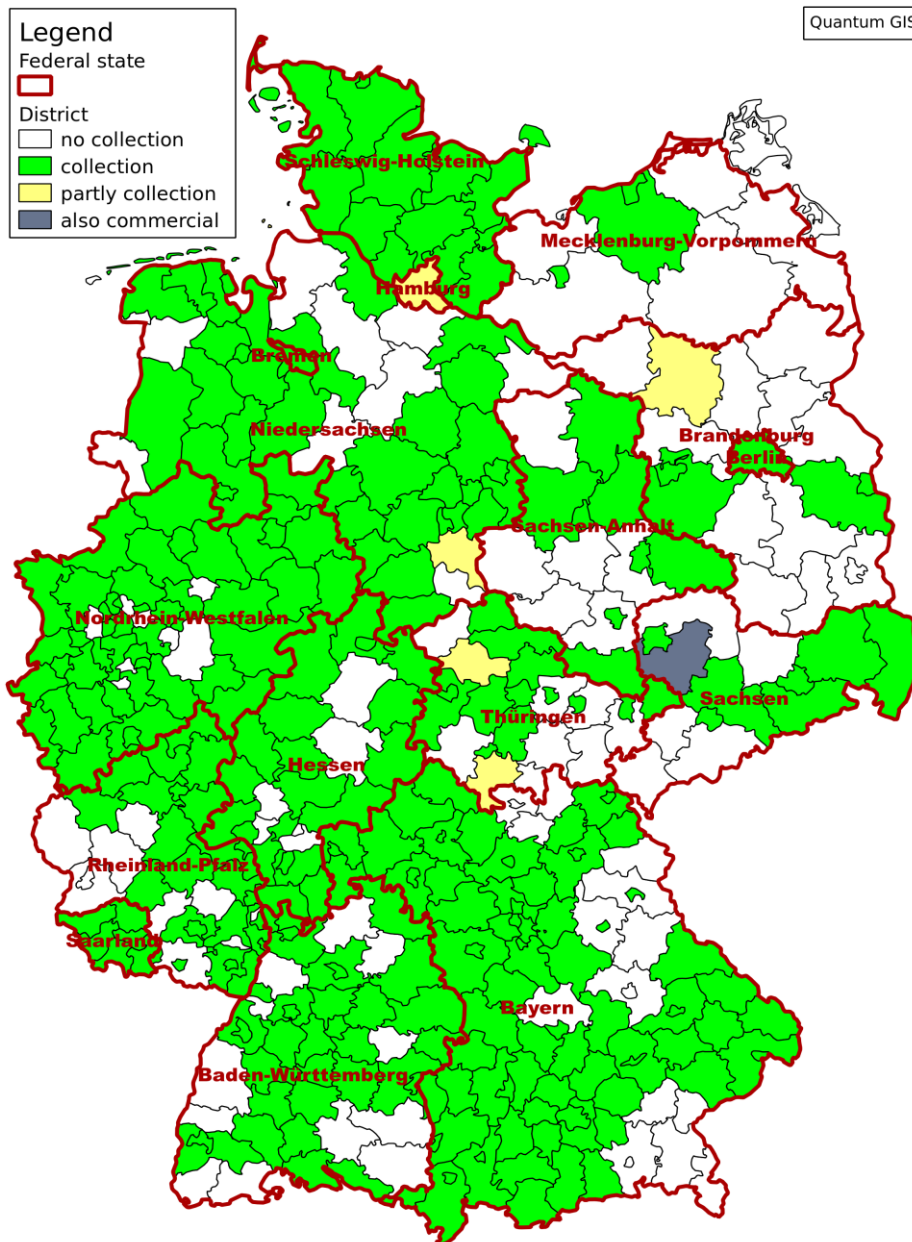 Legend
Federal state
District
no collection
collection
partly collection
also commercial
Quantum GIS
Schleswig-Holstein
Mecklenburg-Vorpommern
Hamburg
Bremen
Niedersachsen
Brandenburg
Berlin
Sachsen-Anhalt
Nordrhein-Westfalen
Sachsen
Thüringen
Hessen
Rheinland-Pfalz
Saarland
Bayern
Baden-Württemberg